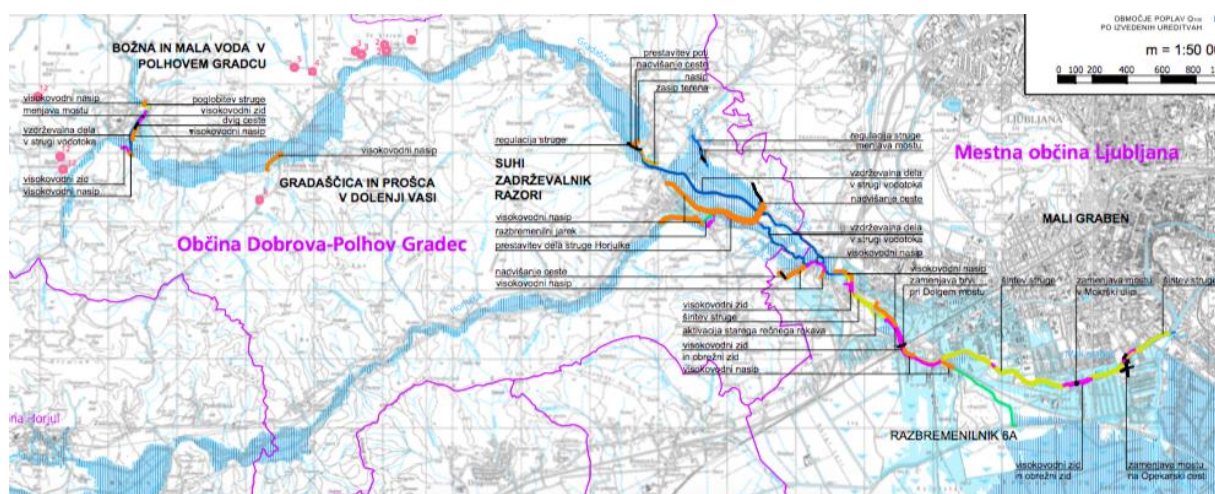 OBMOČJE POPLAV Q100
PO IZVEDENIH UREDITVAH
m = 1:50 00
0 100 200 400 600 800
BOŽNA IN MALA VODA V
POLHOVEM GRADCU
visokovodni nasip
menjava mostu
vzdrževalna dela
v strugi vodotoka
visokovodni zid
visokovodni nasip
poglobitev struge
visokovodni zid
dvig ceste
visokovodni nasip
visokovodni nasip
GRADAŠČICA IN PROŠCA
V DOLENJI VASI
Občina Dobrova-Polhov Gradec
prestavitev poti
nadvišanje ceste
nasip
zasip terena
regulacija struge
SUHI
ZADRŽEVALNIK
RAZORI
visokovodni nasip
razbremenilni jarek
prestavitev dela struge Horjulke
nadvišanje ceste
visokovodni nasip
regulacija struge
menjava mostu
vzdrževalna dela
v strugi vodotoka
nadvišanje ceste
vzdrževalna dela
v strugi vodotoka
visokovodni nasip
LJUBLJANA
Mestna občina Ljubljana
MALI GRABEN
visokovodni nasip
zamenjava brvi
pri Dolgem mostu
širitev struge
zamenjava mostu
v Mokrški ulici
širitev struge
visokovodni zid
širitev struge
aktivacija starega rečnega rokava
visokovodni zid
in obrežni zid
visokovodni nasip
RAZBREMENILNIK 6A
visokovodni zid
in obrežni zid
zamenjava mostu
na Opekarski cest
na Horjul